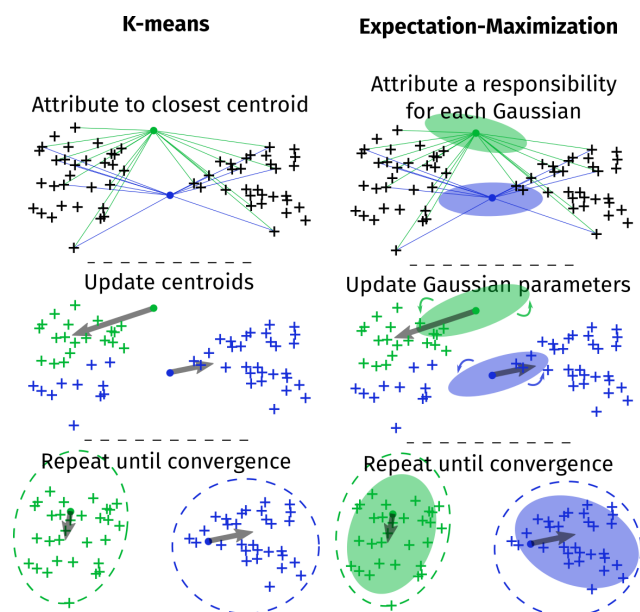 K-means
Expectation-Maximization
Attribute to closest centroid
Attribute a responsibility
for each Gaussian
Update centroids
Update Gaussian parameters
Repeat until convergence
Repeat until convergence